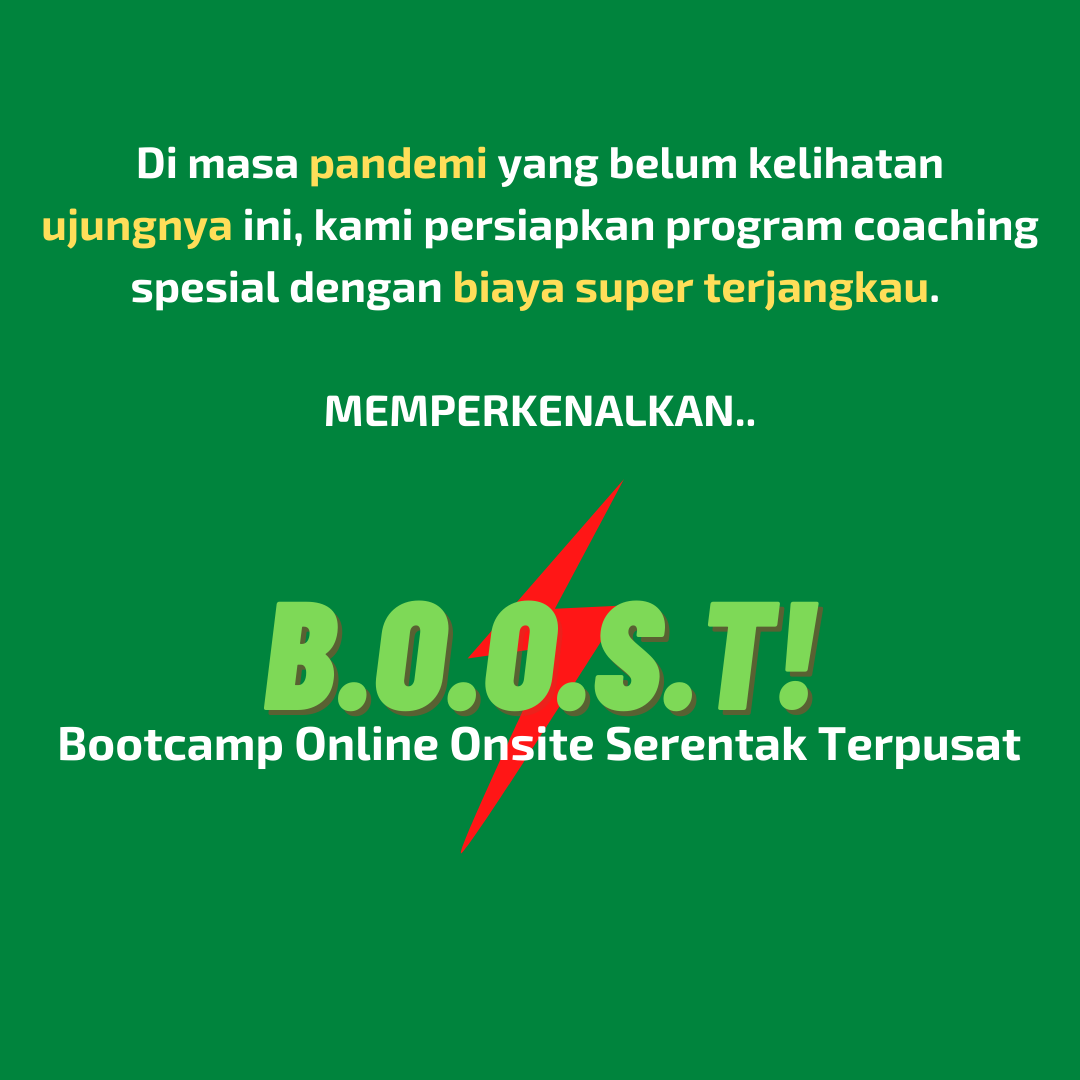 Di masa pandemi yang belum kelihatan
ujungnya ini, kami persiapkan program coaching
spesial dengan biaya super terjangkau.
MEMPERKENALKAN..
B.O.O.S.T!
Bootcamp Online Onsite Serentak Terpusat